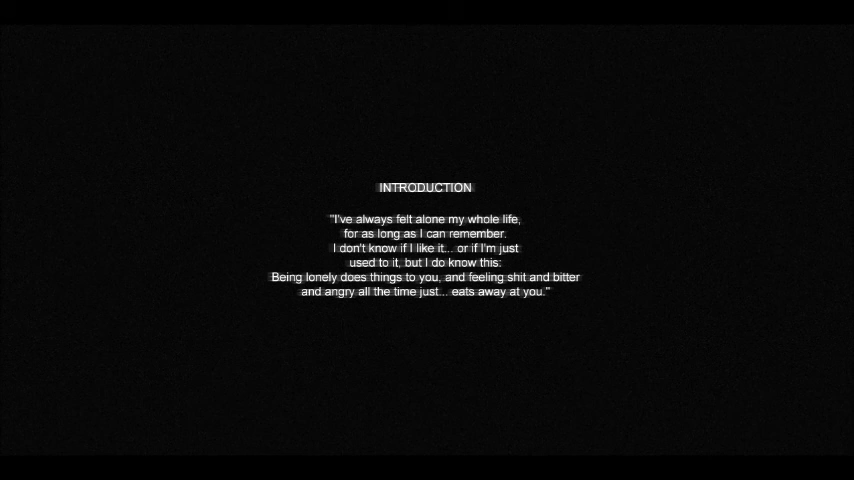 INTRODUCTION
"I've always felt alone my whole life,
for as long as I can remember.
I don't know if I like it... or if I'm just
used to it, but I do know this:
Being lonely does things to you, and feeling shit and bitter
and angry all the time just... eats away at you."